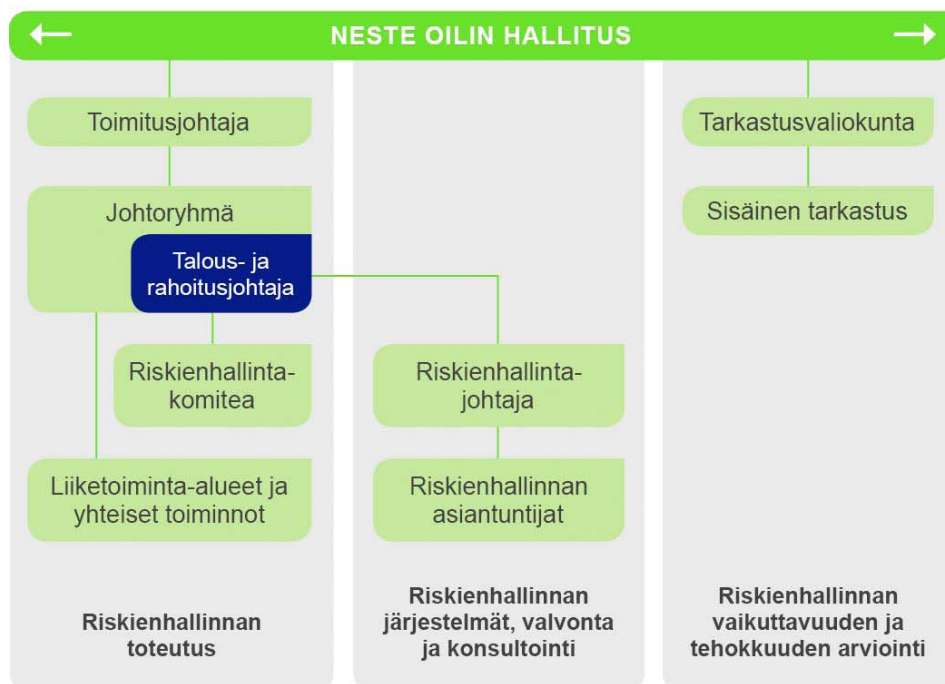 NESTE OILIN HALLITUS
Toimitusjohtaja
Johtoryhmä
Talous- ja
rahoitusjohtaja
Riskienhallinta-
komitea
Liiketoiminta-alueet ja
yhteiset toiminnot
Riskienhallinnan
toteutus
Riskienhallinta-
johtaja
Riskienhallinnan
asiantuntijat
Riskienhallinnan
järjestelmät, valvonta
ja konsultointi
Tarkastusvaliokunta
Sisäinen tarkastus
Riskienhallinnan
vaikuttavuuden ja
tehokkuuden arviointi